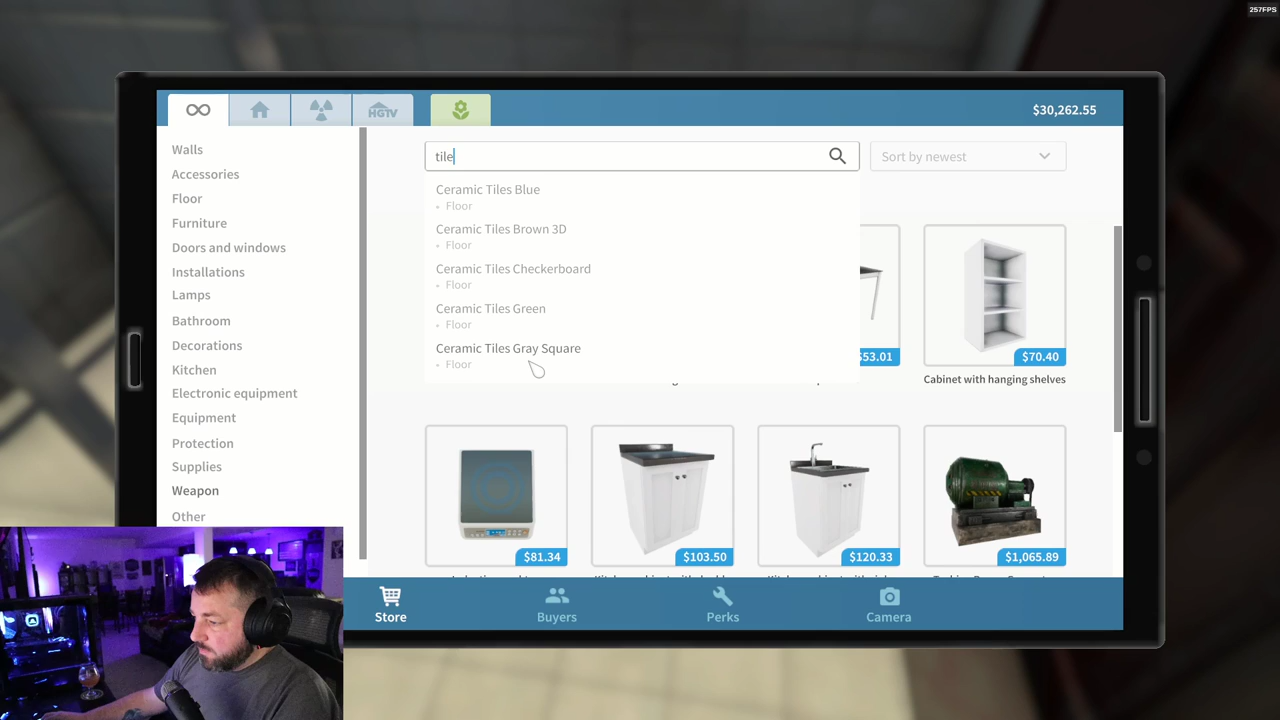 257FPS
HGTV
$30,262.55
Walls
Accessories
Floor
Furniture
Doors and windows
Installations
Lamps
Bathroom
Decorations
Kitchen
Electronic equipment
Equipment
Protection
Supplies
Weapon
Other
tile
Sort by newest
Ceramic Tiles Blue
• Floor
Ceramic Tiles Brown 3D
• Floor
Ceramic Tiles Checkerboard
• Floor
Ceramic Tiles Green
• Floor
Ceramic Tiles Gray Square
• Floor
$70.40
Cabinet with hanging shelves
$81.34
$103.50
$120.33
$1,065.89
Store
Buyers
Perks
Camera